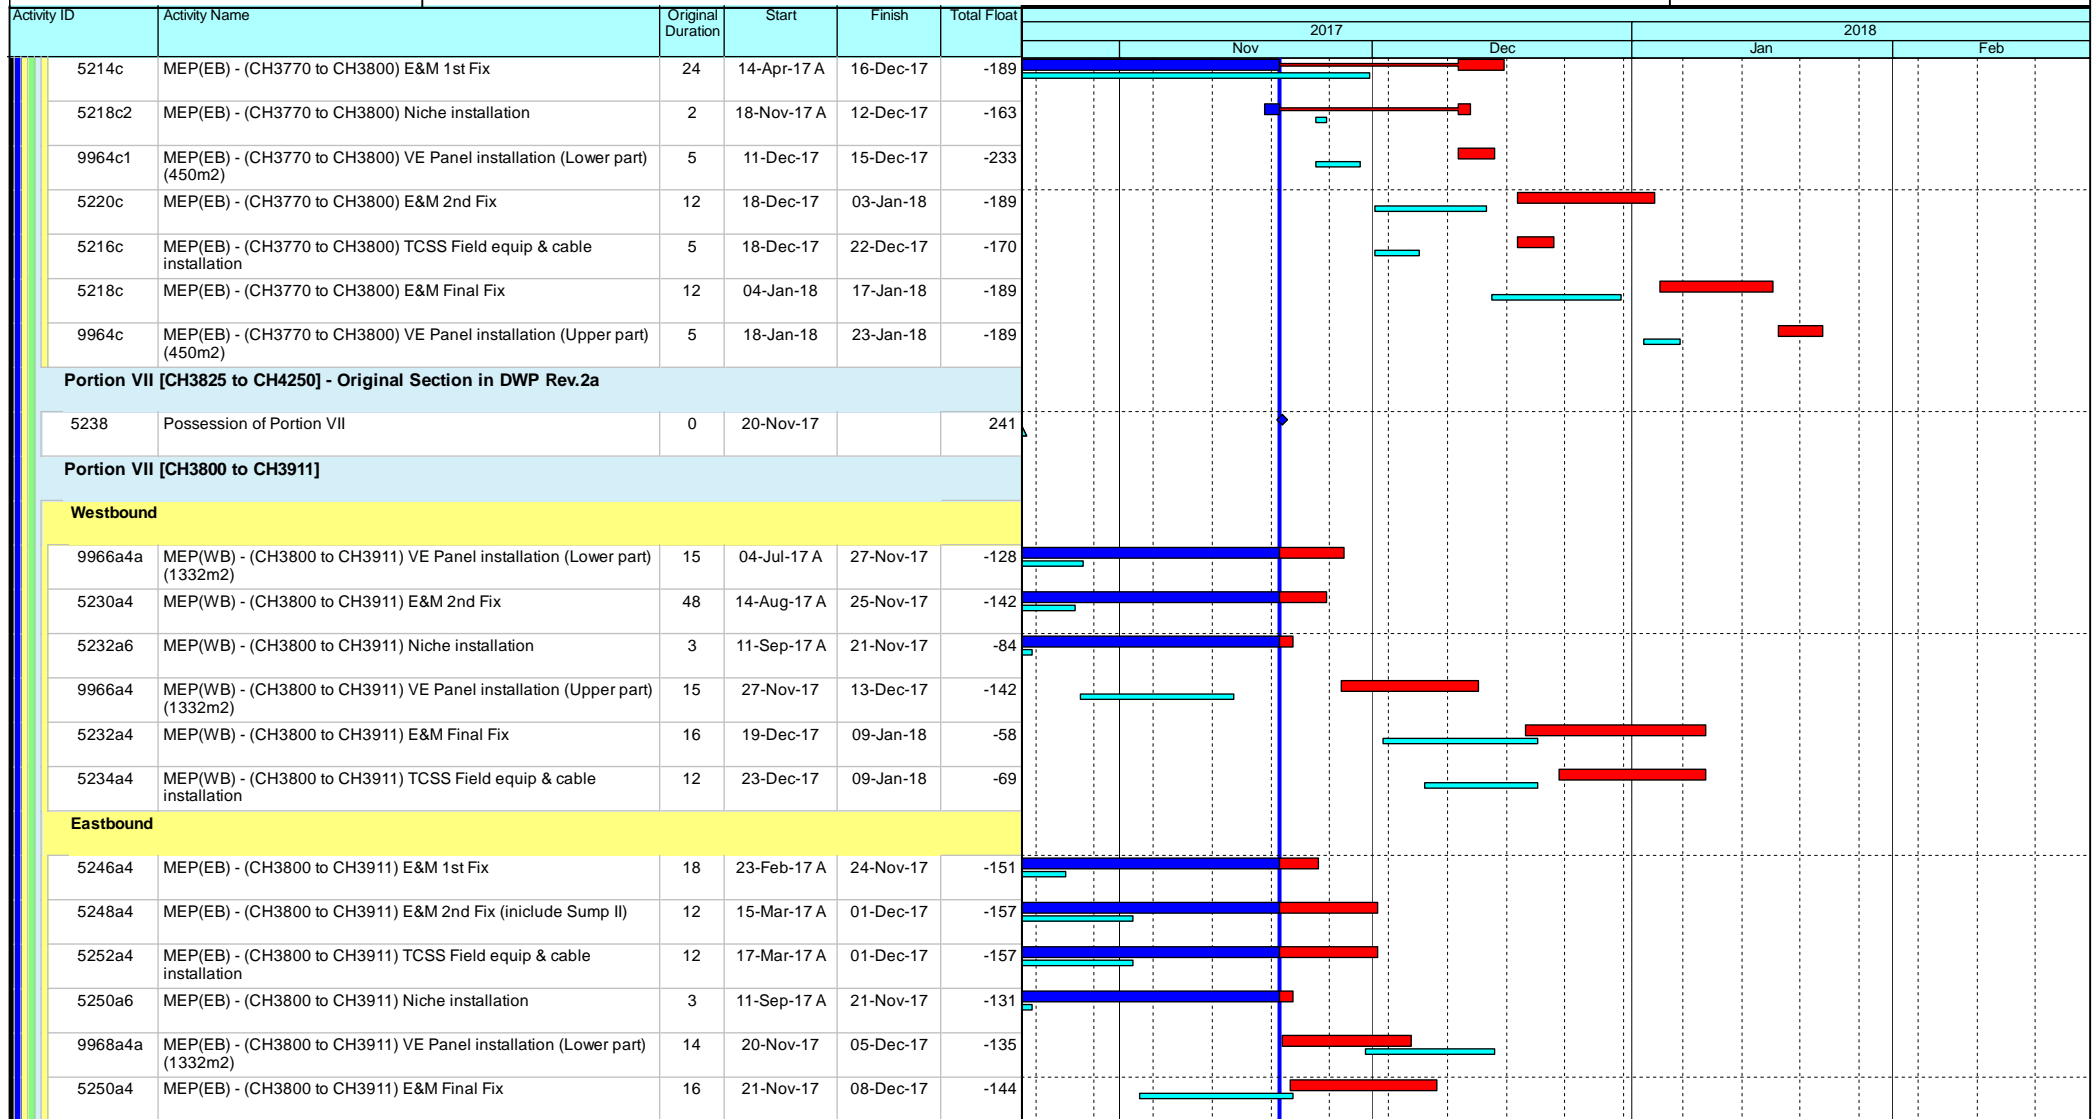 Activity ID Activity Name Original Duration Start Finish Total Float
2017 2018
Nov Dec Jan Feb
5214c MEP(EB) - (CH3770 to CH3800) E&M 1st Fix 24 14-Apr-17 A 16-Dec-17 -189
5218c2 MEP(EB) - (CH3770 to CH3800) Niche installation 2 18-Nov-17 A 12-Dec-17 -163
9964c1 MEP(EB) - (CH3770 to CH3800) VE Panel installation (Lower part) 5 11-Dec-17 15-Dec-17 -233
(450m2)
5220c MEP(EB) - (CH3770 to CH3800) E&M 2nd Fix 12 18-Dec-17 03-Jan-18 -189
5216c MEP(EB) - (CH3770 to CH3800) TCSS Field equip & cable 5 18-Dec-17 22-Dec-17 -170
installation
5218c MEP(EB) - (CH3770 to CH3800) E&M Final Fix 12 04-Jan-18 17-Jan-18 -189
9964c MEP(EB) - (CH3770 to CH3800) VE Panel installation (Upper part) 5 18-Jan-18 23-Jan-18 -189
(450m2)
Portion VII [CH3825 to CH4250] - Original Section in DWP Rev.2a
5238 Possession of Portion VII 0 20-Nov-17 241
Portion VII [CH3800 to CH3911]
Westbound
9966a4a MEP(WB) - (CH3800 to CH3911) VE Panel installation (Lower part) 15 04-Jul-17 A 27-Nov-17 -128
(1332m2)
5230a4 MEP(WB) - (CH3800 to CH3911) E&M 2nd Fix 48 14-Aug-17 A 25-Nov-17 -142
5232a6 MEP(WB) - (CH3800 to CH3911) Niche installation 3 11-Sep-17 A 21-Nov-17 -84
9966a4 MEP(WB) - (CH3800 to CH3911) VE Panel installation (Upper part) 15 27-Nov-17 13-Dec-17 -142
(1332m2)
5232a4 MEP(WB) - (CH3800 to CH3911) E&M Final Fix 16 19-Dec-17 09-Jan-18 -58
5234a4 MEP(WB) - (CH3800 to CH3911) TCSS Field equip & cable 12 23-Dec-17 09-Jan-18 -69
installation
Eastbound
5246a4 MEP(EB) - (CH3800 to CH3911) E&M 1st Fix 18 23-Feb-17 A 24-Nov-17 -151
5248a4 MEP(EB) - (CH3800 to CH3911) E&M 2nd Fix (iniclude Sump II) 12 15-Mar-17 A 01-Dec-17 -157
5252a4 MEP(EB) - (CH3800 to CH3911) TCSS Field equip & cable 12 17-Mar-17 A 01-Dec-17 -157
installation
5250a6 MEP(EB) - (CH3800 to CH3911) Niche installation 3 11-Sep-17 A 21-Nov-17 -131
9968a4a MEP(EB) - (CH3800 to CH3911) VE Panel installation (Lower part) 14 20-Nov-17 05-Dec-17 -135
(1332m2)
5250a4 MEP(EB) - (CH3800 to CH3911) E&M Final Fix 16 21-Nov-17 08-Dec-17 -144